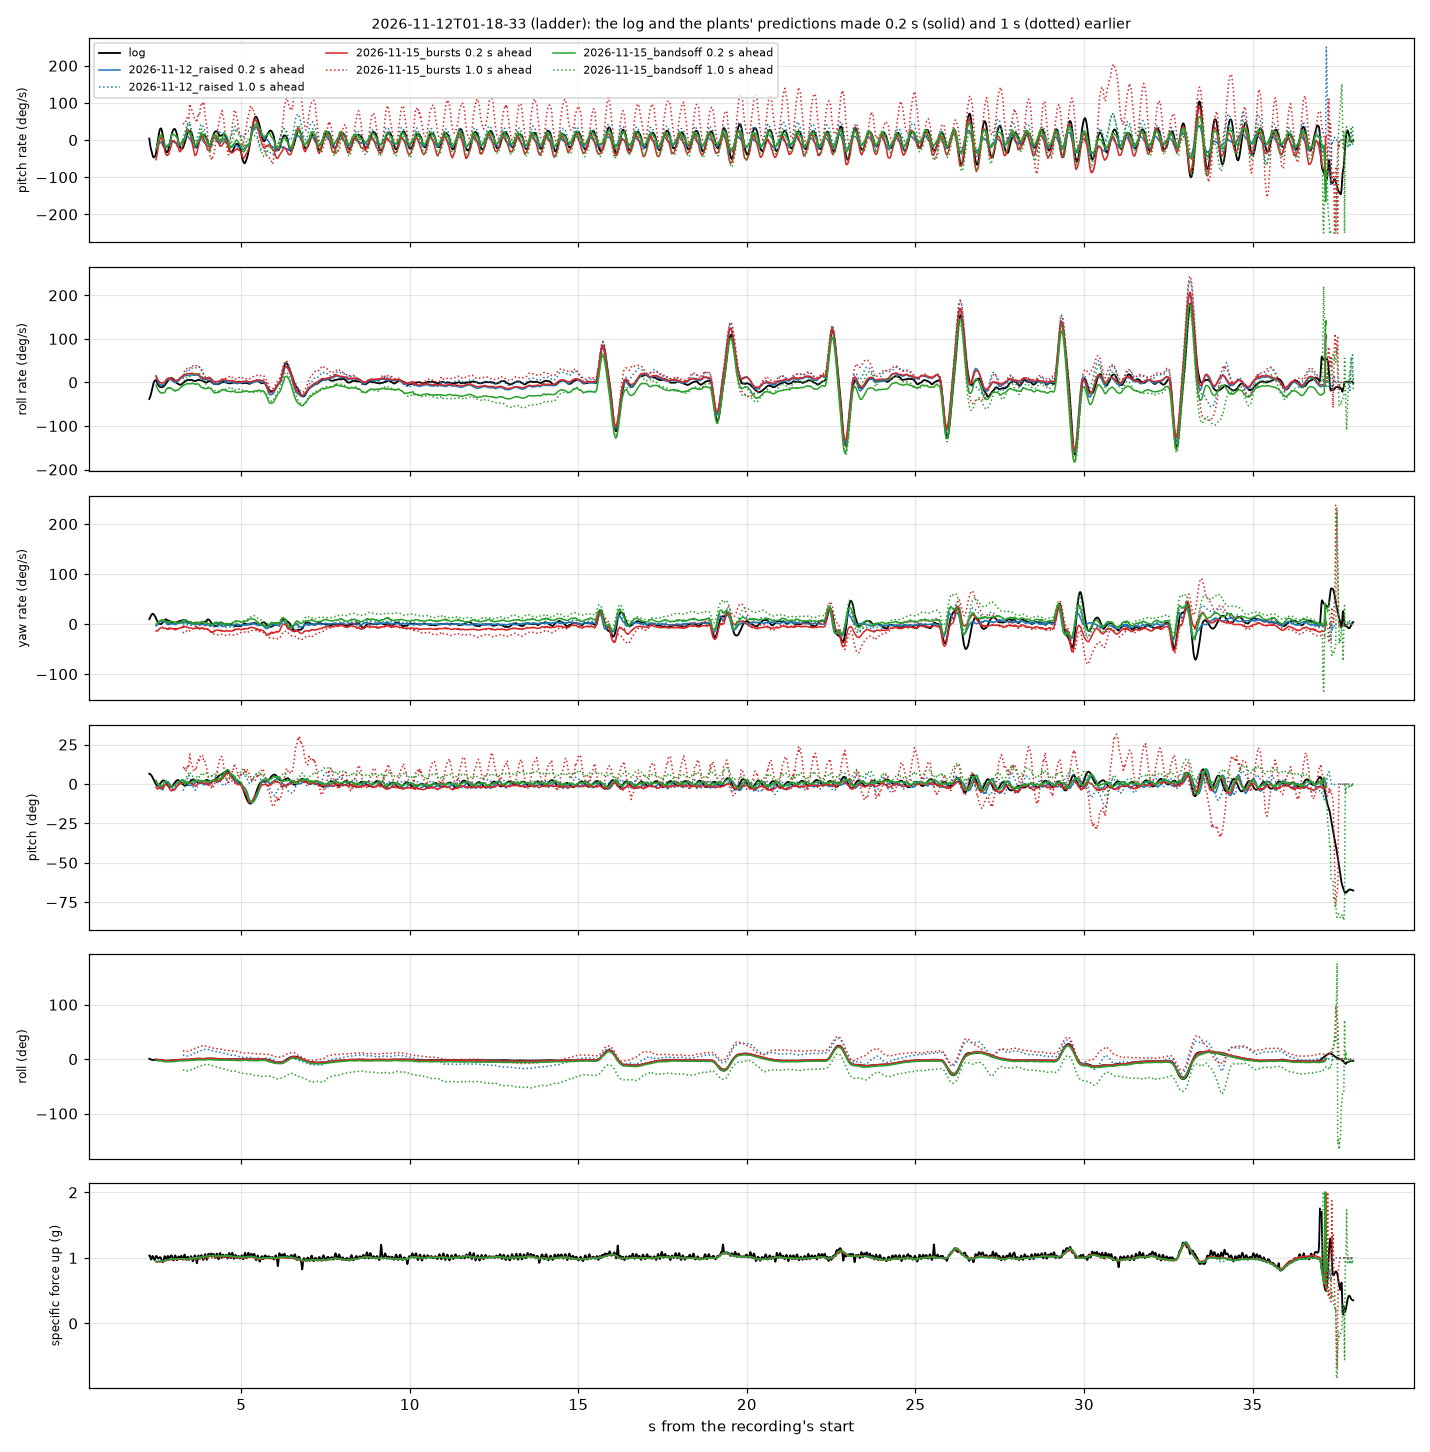 2026-11-12T01-18-33 (ladder): the log and the plants' predictions made 0.2 s (solid) and 1 s (dotted) earlier
log
2026-11-12_raised 0.2 s ahead
2026-11-12_raised 1.0 s ahead
2026-11-15_bursts 0.2 s ahead
2026-11-15_bursts 1.0 s ahead
2026-11-15_bandsoff 0.2 s ahead
2026-11-15_bandsoff 1.0 s ahead
pitch rate (deg/s)
200
100
0
−100
−200
roll rate (deg/s)
200
100
0
−100
−200
yaw rate (deg/s)
200
100
0
−100
pitch (deg)
25
0
−25
−50
−75
roll (deg)
100
0
−100
specific force up (g)
2
1
0
5 10 15 20 25 30 35
s from the recording's start